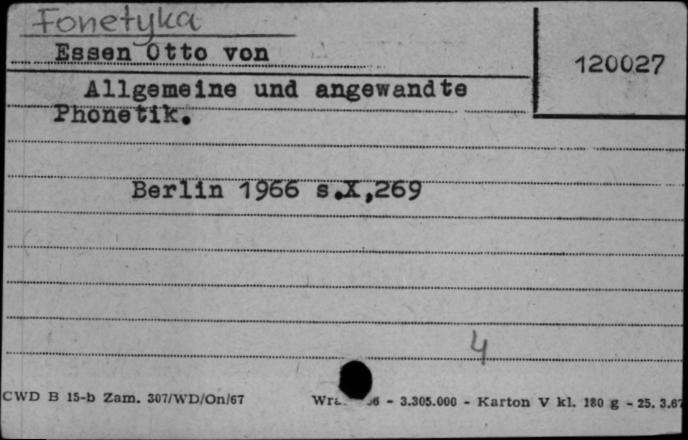 Fonetyka
Essen Otto von
120027
Allgemeine und angewandte
Phonetik.
Berlin 1966 s.X,269
4
CWD B 15-b Zam. 307/WD/On/67 - 3.305.000 - Karton V kl. 180 g - 25. 3.67